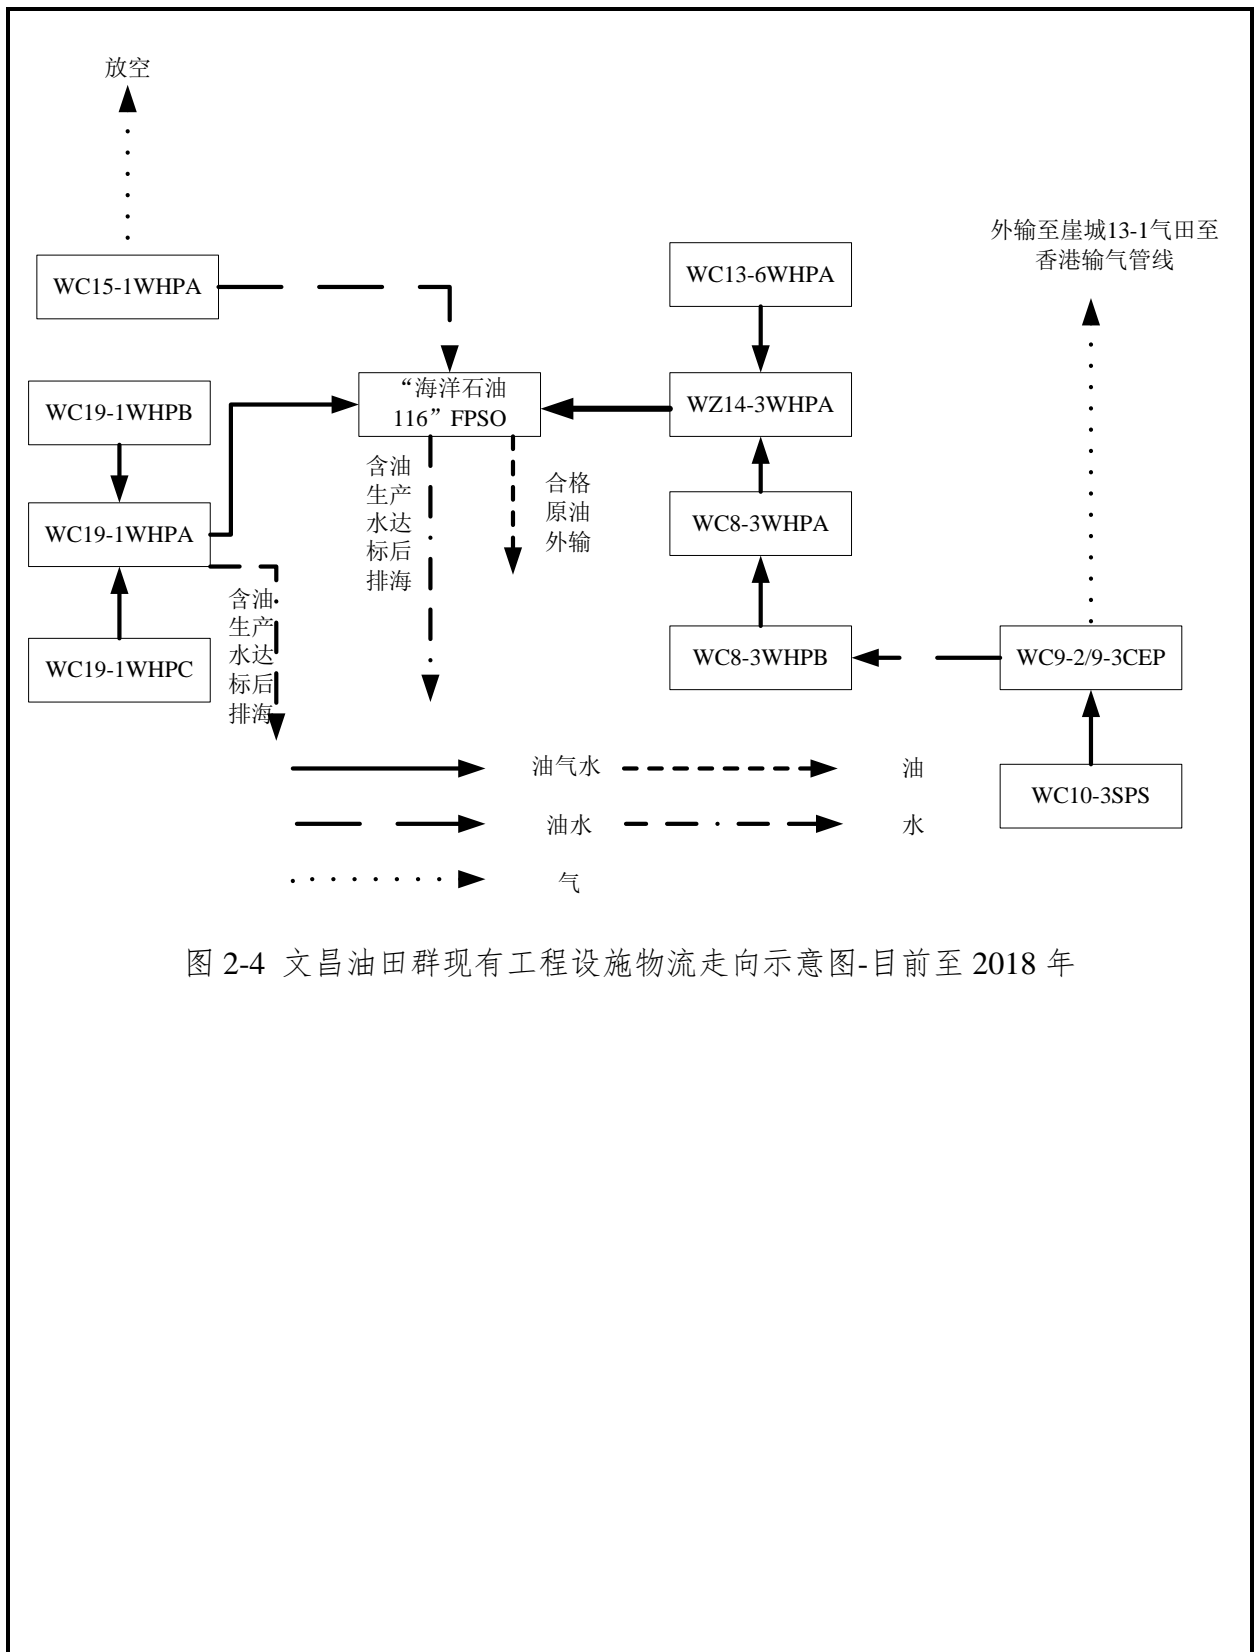 放空
外输至崖城13-1气田至
香港输气管线
WC15-1WHPA
WC13-6WHPA
“海洋石油
116”FPSO
WC19-1WHPB
WZ14-3WHPA
含油
生产
水达
标后
排海
合格
原油
外输
WC19-1WHPA
WC8-3WHPA
含油
生产
水达
标后
排海
WC19-1WHPC
WC8-3WHPB
WC9-2/9-3CEP
油气水
油
WC10-3SPS
油水
水
气
图 2-4 文昌油田群现有工程设施物流走向示意图-目前至 2018 年